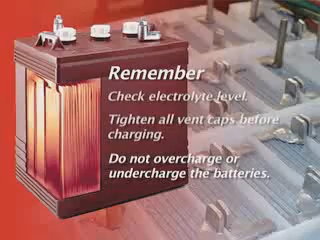 Remember
Check electrolyte level.
Tighten all vent caps before
charging.
Do not overcharge or
undercharge the batteries.